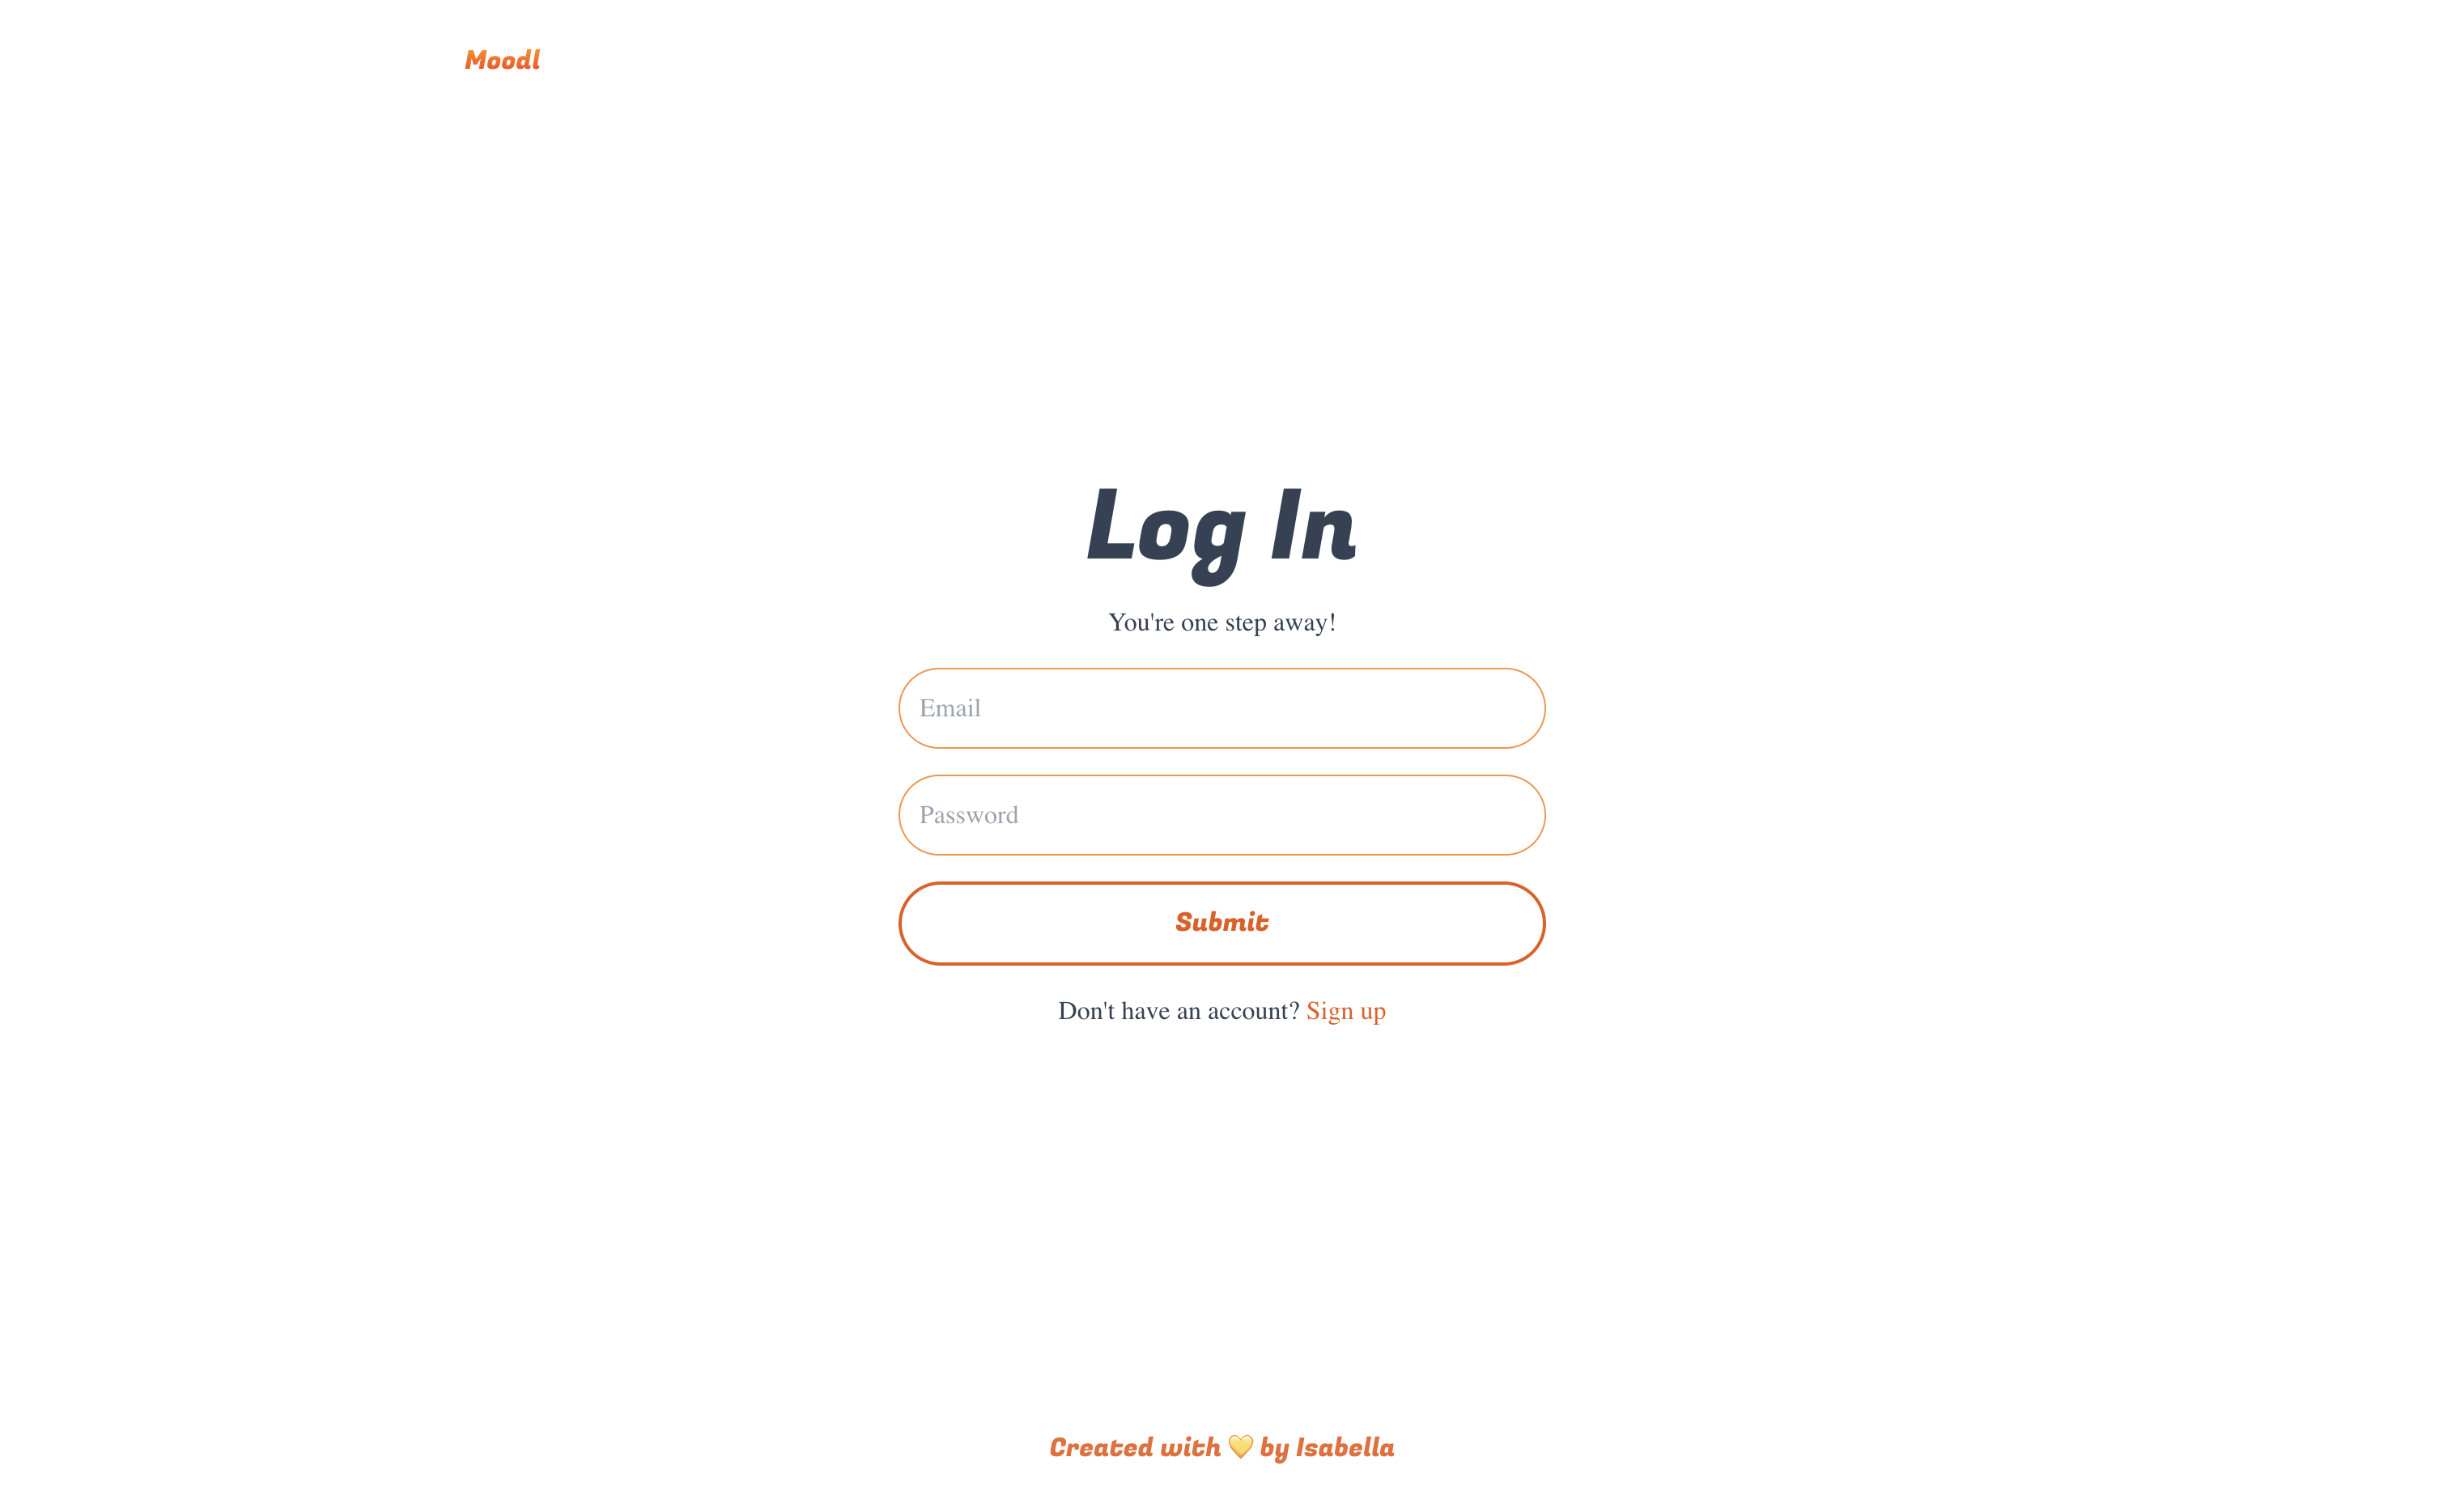 Moodl
Log In
You're one step away!
Email
Password
Submit
Don't have an account? Sign up
Created with 💛 by Isabella